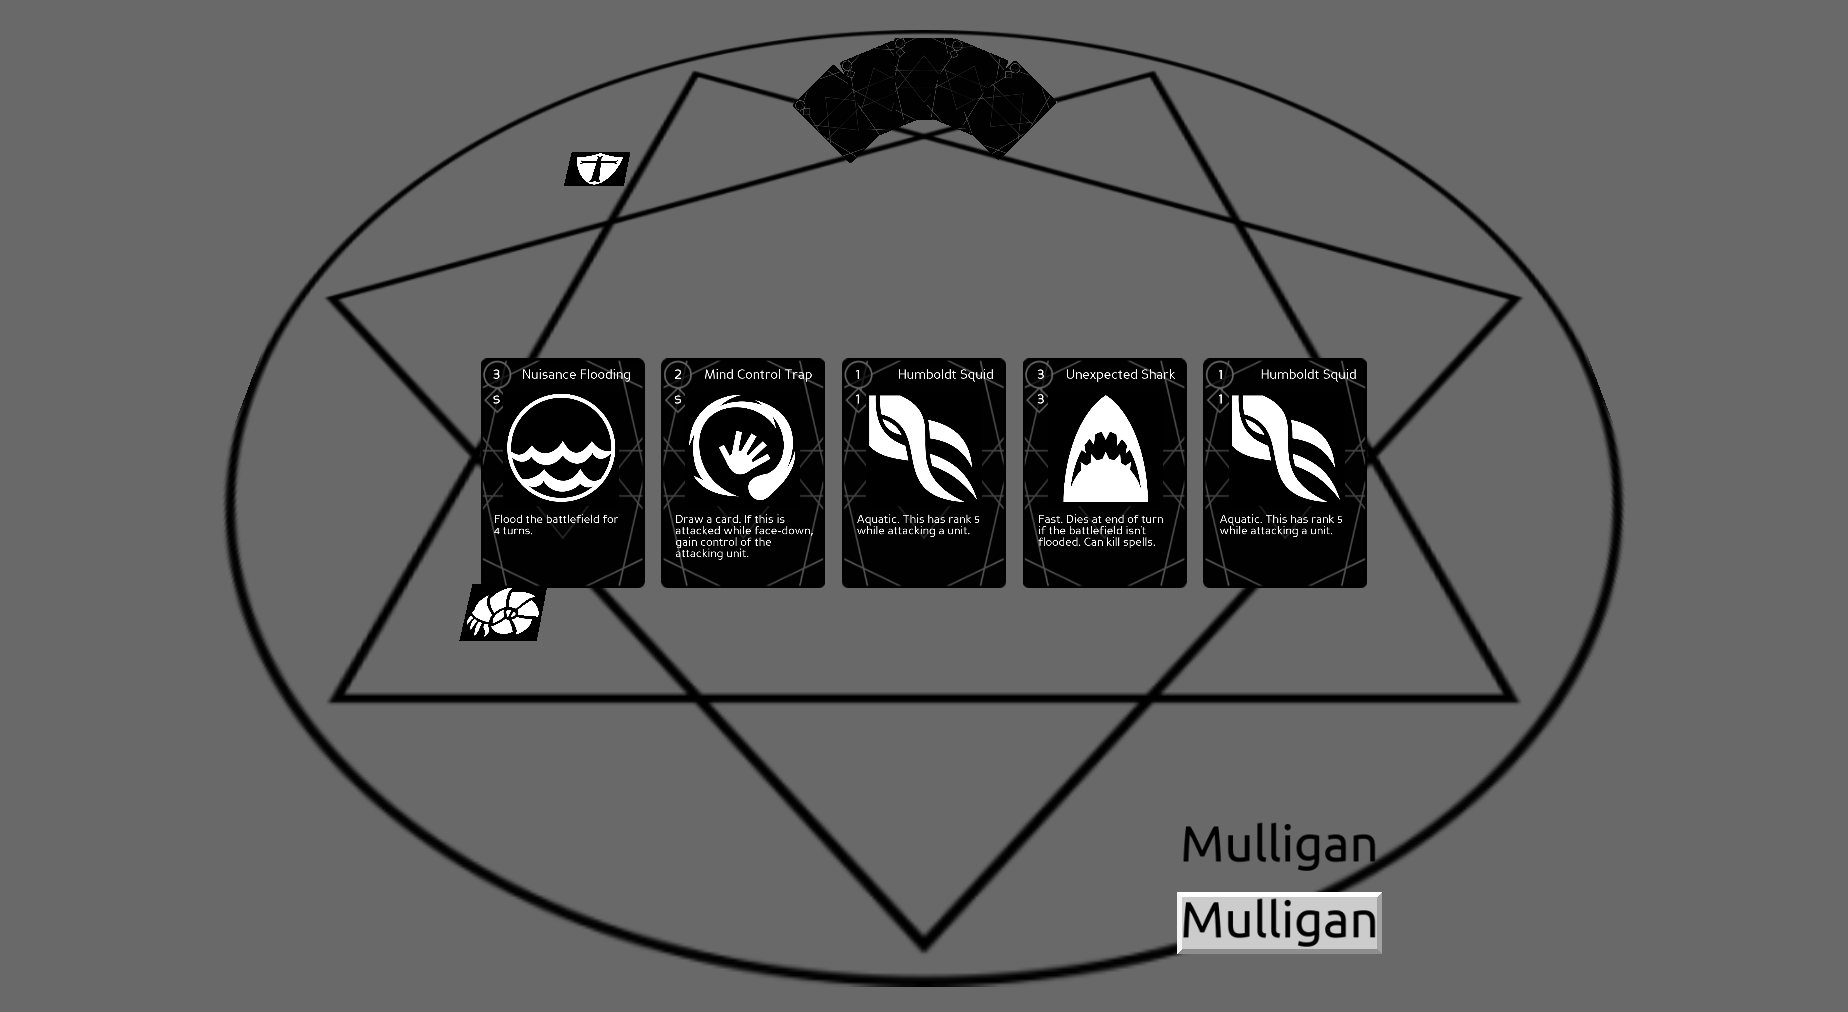 3
Nuisance Flooding
S
Flood the battlefield for
4 turns.
2
Mind Control Trap
S
Draw a card. If this is
attacked while face-down,
gain control of the
attacking unit.
1
Humboldt Squid
1
Aquatic. This has rank 5
while attacking a unit.
3
Unexpected Shark
3
Fast. Dies at end of turn
if the battlefield isn't
flooded. Can kill spells.
1
Humboldt Squid
1
Aquatic. This has rank 5
while attacking a unit.
Mulligan
Mulligan